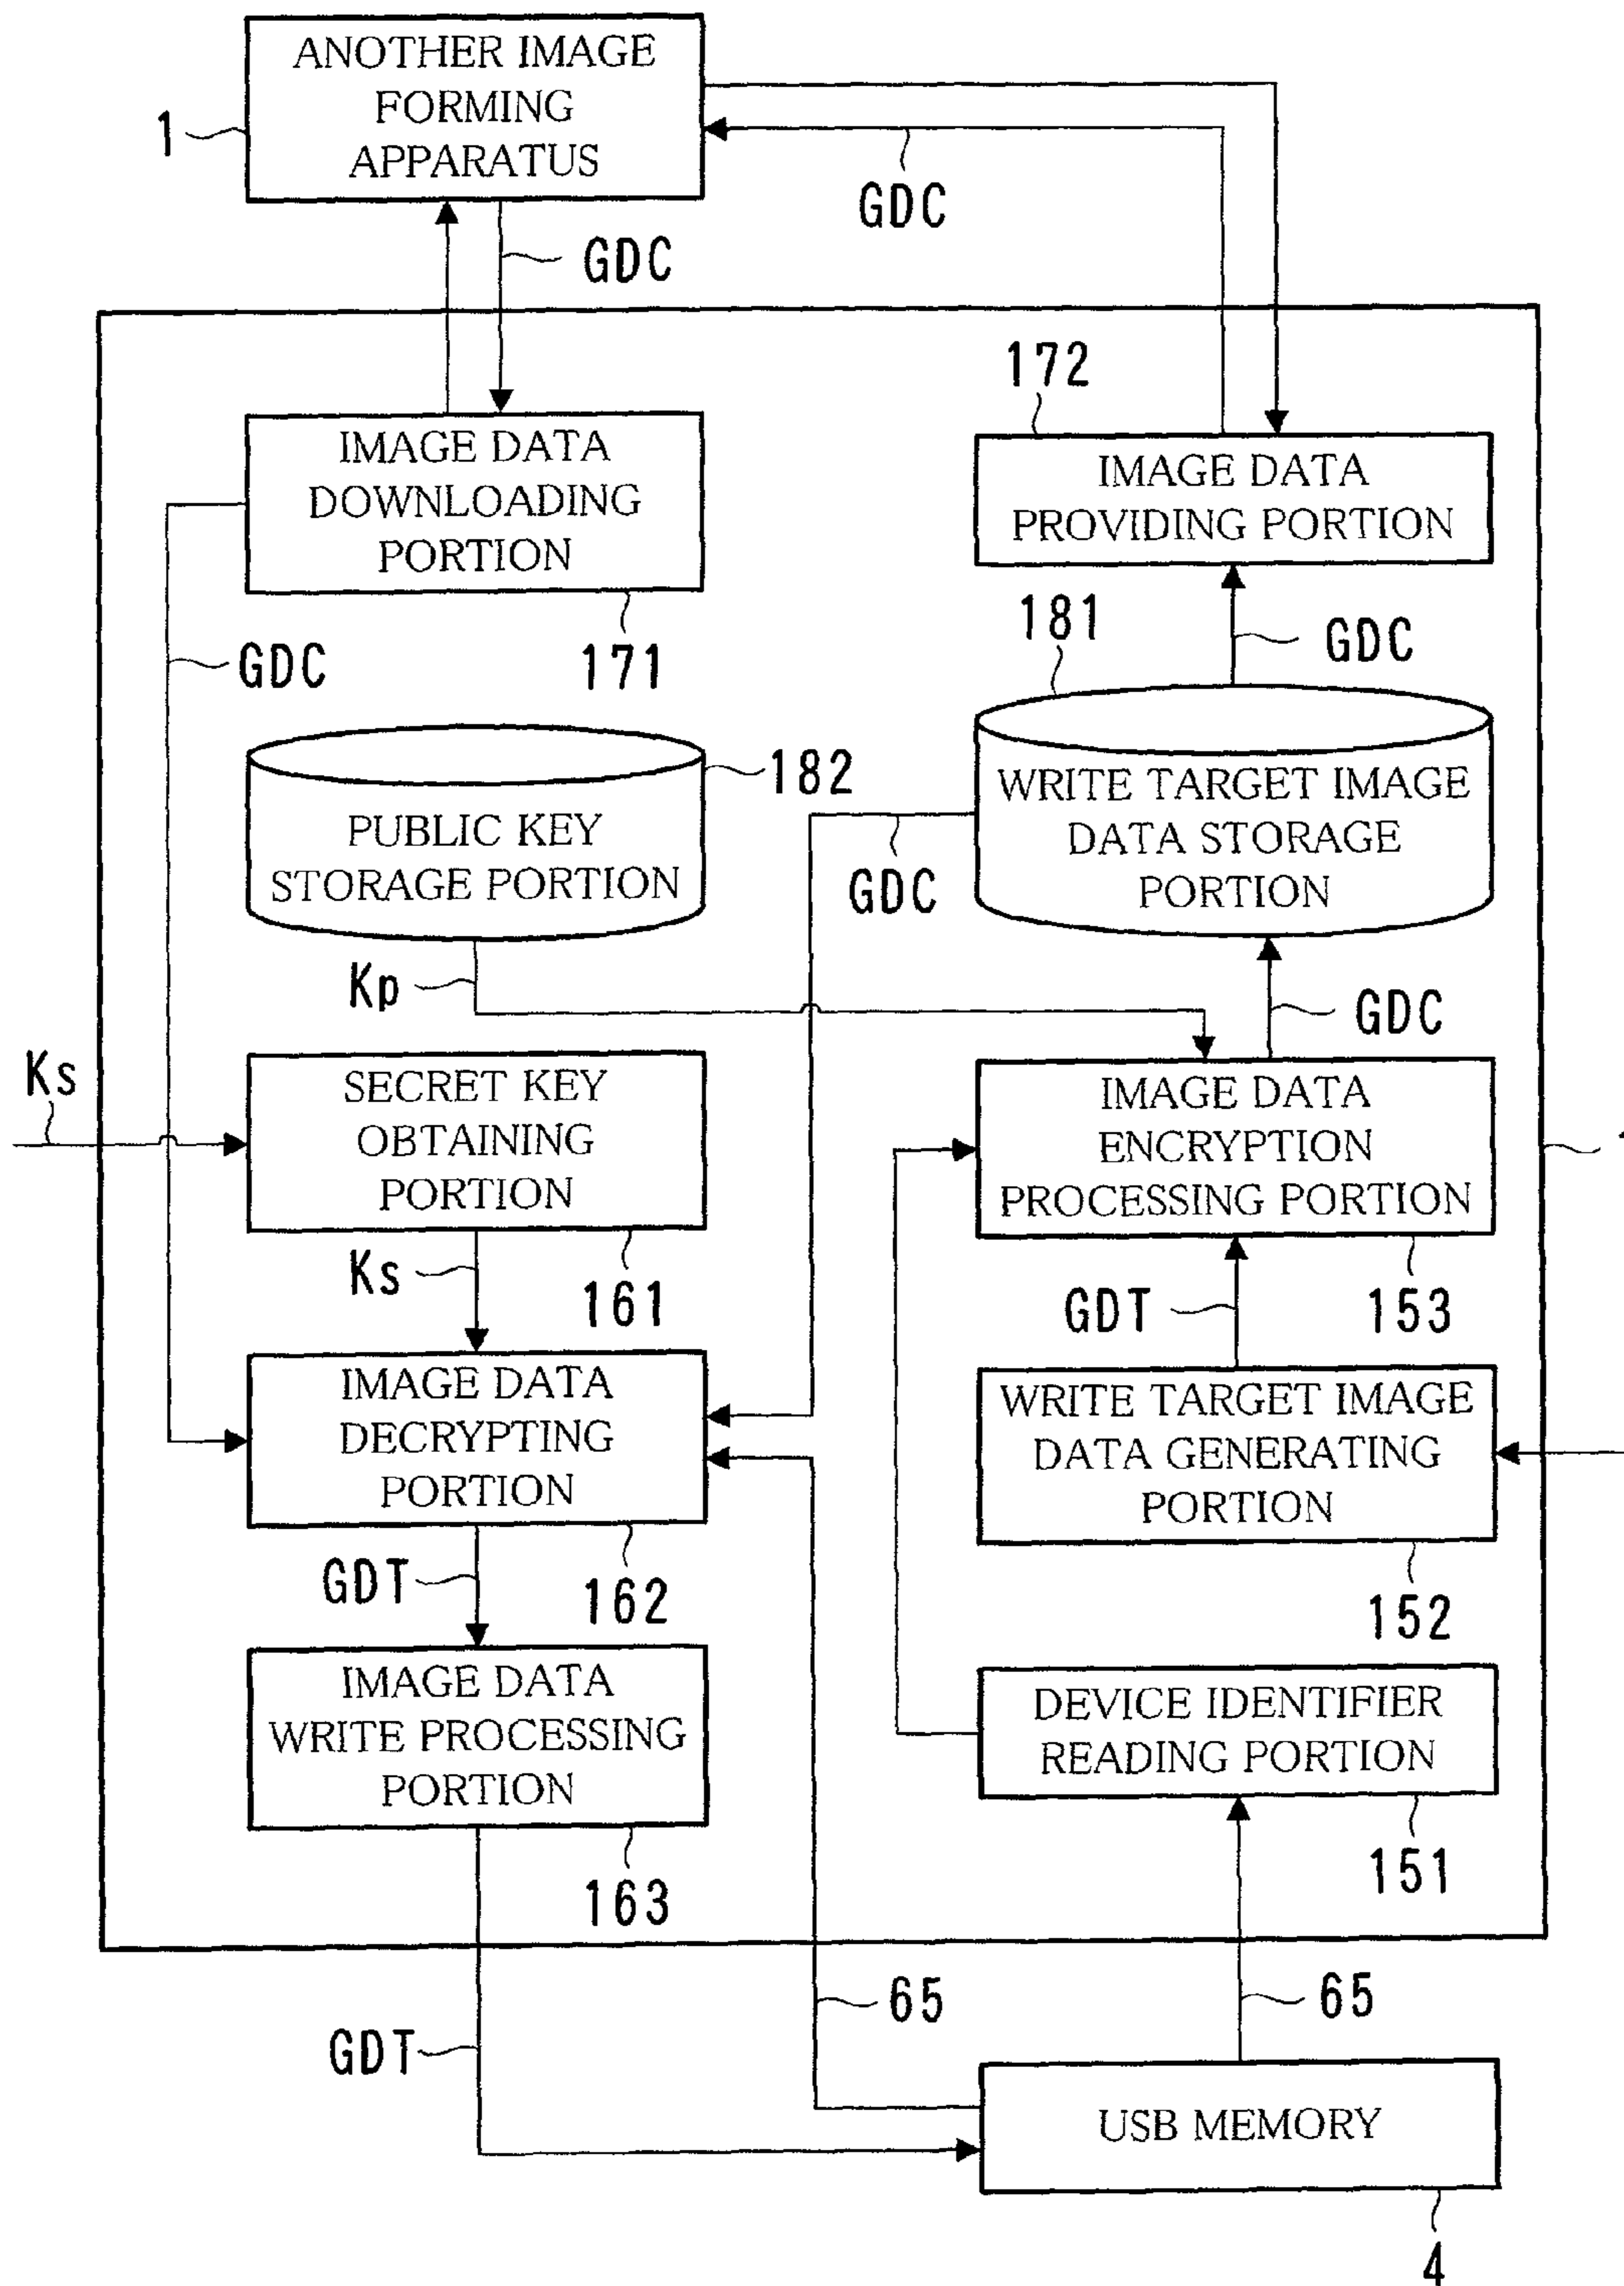 ANOTHER IMAGE
FORMING
APPARATUS
1
GDC
GDC
172
IMAGE DATA
DOWNLOADING
PORTION
171
IMAGE DATA
PROVIDING PORTION
181
GDC
GDC
182
PUBLIC KEY
STORAGE PORTION
WRITE TARGET IMAGE
DATA STORAGE
PORTION
GDC
Kp
GDC
Ks
SECRET KEY
OBTAINING
PORTION
161
IMAGE DATA
ENCRYPTION
PROCESSING PORTION
153
1
Ks
GDT
IMAGE DATA
DECRYPTING
PORTION
162
WRITE TARGET IMAGE
DATA GENERATING
PORTION
152
GDT
IMAGE DATA
WRITE PROCESSING
PORTION
163
DEVICE IDENTIFIER
READING PORTION
151
65
65
GDT
USB MEMORY
4